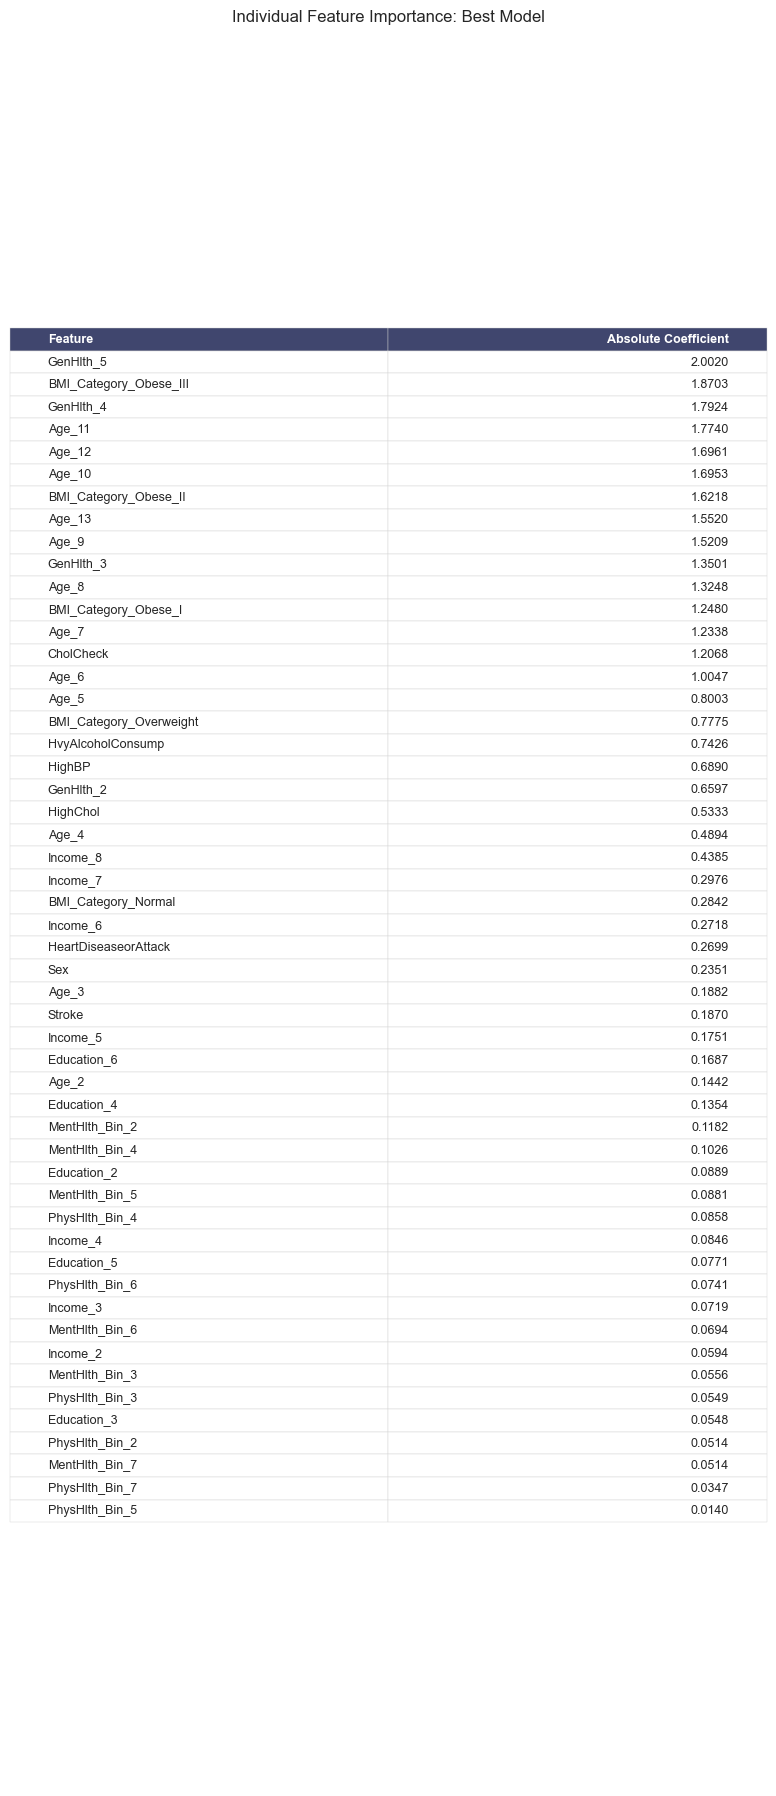 Individual Feature Importance: Best Model
Feature Absolute Coefficient
GenHlth_5 2.0020
BMI_Category_Obese_III 1.8703
GenHlth_4 1.7924
Age_11 1.7740
Age_12 1.6961
Age_10 1.6953
BMI_Category_Obese_II 1.6218
Age_13 1.5520
Age_9 1.5209
GenHlth_3 1.3501
Age_8 1.3248
BMI_Category_Obese_I 1.2480
Age_7 1.2338
CholCheck 1.2068
Age_6 1.0047
Age_5 0.8003
BMI_Category_Overweight 0.7775
HvyAlcoholConsump 0.7426
HighBP 0.6890
GenHlth_2 0.6597
HighChol 0.5333
Age_4 0.4894
Income_8 0.4385
Income_7 0.2976
BMI_Category_Normal 0.2842
Income_6 0.2718
HeartDiseaseorAttack 0.2699
Sex 0.2351
Age_3 0.1882
Stroke 0.1870
Income_5 0.1751
Education_6 0.1687
Age_2 0.1442
Education_4 0.1354
MentHlth_Bin_2 0.1182
MentHlth_Bin_4 0.1026
Education_2 0.0889
MentHlth_Bin_5 0.0881
PhysHlth_Bin_4 0.0858
Income_4 0.0846
Education_5 0.0771
PhysHlth_Bin_6 0.0741
Income_3 0.0719
MentHlth_Bin_6 0.0694
Income_2 0.0594
MentHlth_Bin_3 0.0556
PhysHlth_Bin_3 0.0549
Education_3 0.0548
PhysHlth_Bin_2 0.0514
MentHlth_Bin_7 0.0514
PhysHlth_Bin_7 0.0347
PhysHlth_Bin_5 0.0140